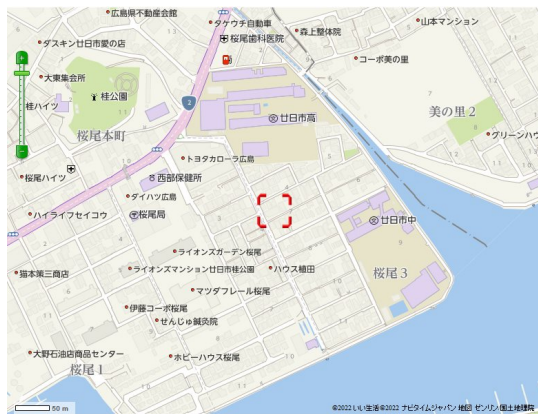 広島県不動産会館
タケウチ自動車
山本マンション
桜尾歯科医院
森上整体院
ダスキン廿日市愛の店
コーポ美の里
大東集会所
桂公園
桂ハイツ
2
廿日市高
美の里2
グリーンハウ
桜尾本町
トヨタカローラ広島
桜尾ハイツ
西部保健所
ダイハツ広島
ハイライフセイコウ
桜尾局
廿日市中
ライオンズガーデン桜尾
ライオンズマンション廿日市桂公園
ハウス植田
桜尾3
マツダフレール桜尾
伊藤コーポ桜尾
せんじゅ鍼灸院
大野石油店商品センター
ホビーハウス桜尾
桜尾1
50 m
©2022 いい生活 ©2022 ナビタイムジャパン 地図 ゼンリン 国土地理院